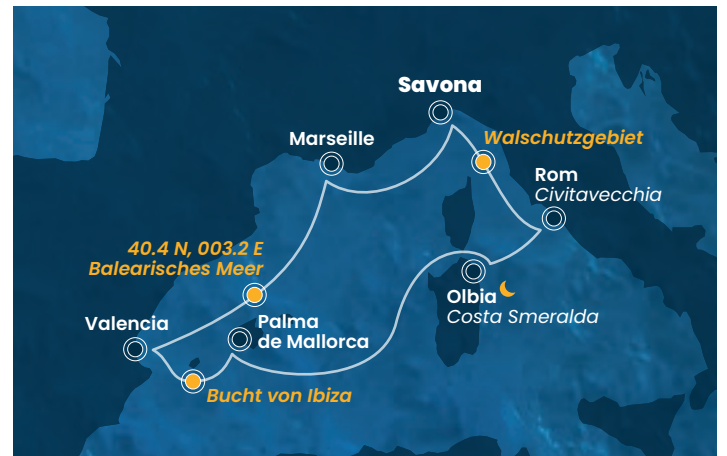 Savona
Marseille
Walschutzgebiet
Rom
Civitavecchia
40.4 N, 003.2 E
Balearisches Meer
Olbia
Costa Smeralda
Valencia
Palma
de Mallorca
Bucht von Ibiza